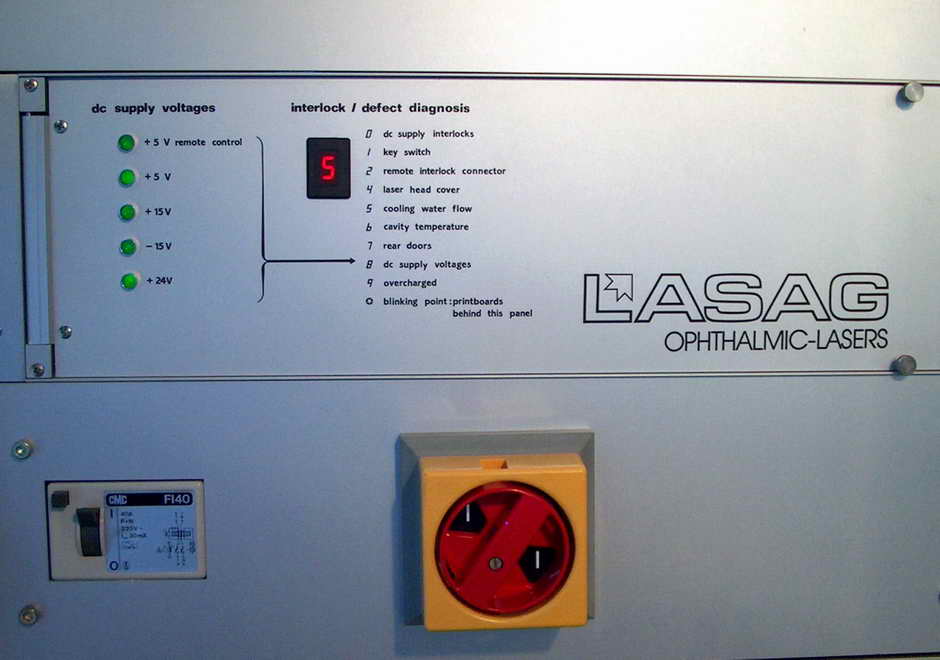 dc supply voltages
+ 5 V remote control
+ 5 V
+ 15 V
− 15 V
+ 24V
interlock / defect diagnosis
5
0 dc supply interlocks
1 key switch
2 remote interlock connector
4 laser head cover
5 cooling water flow
6 cavity temperature
7 rear doors
8 dc supply voltages
9 overcharged
o blinking point : printboards
behind this panel
LASAG
OPHTHALMIC-LASERS
CMC FI40
I
40A
O
I
I